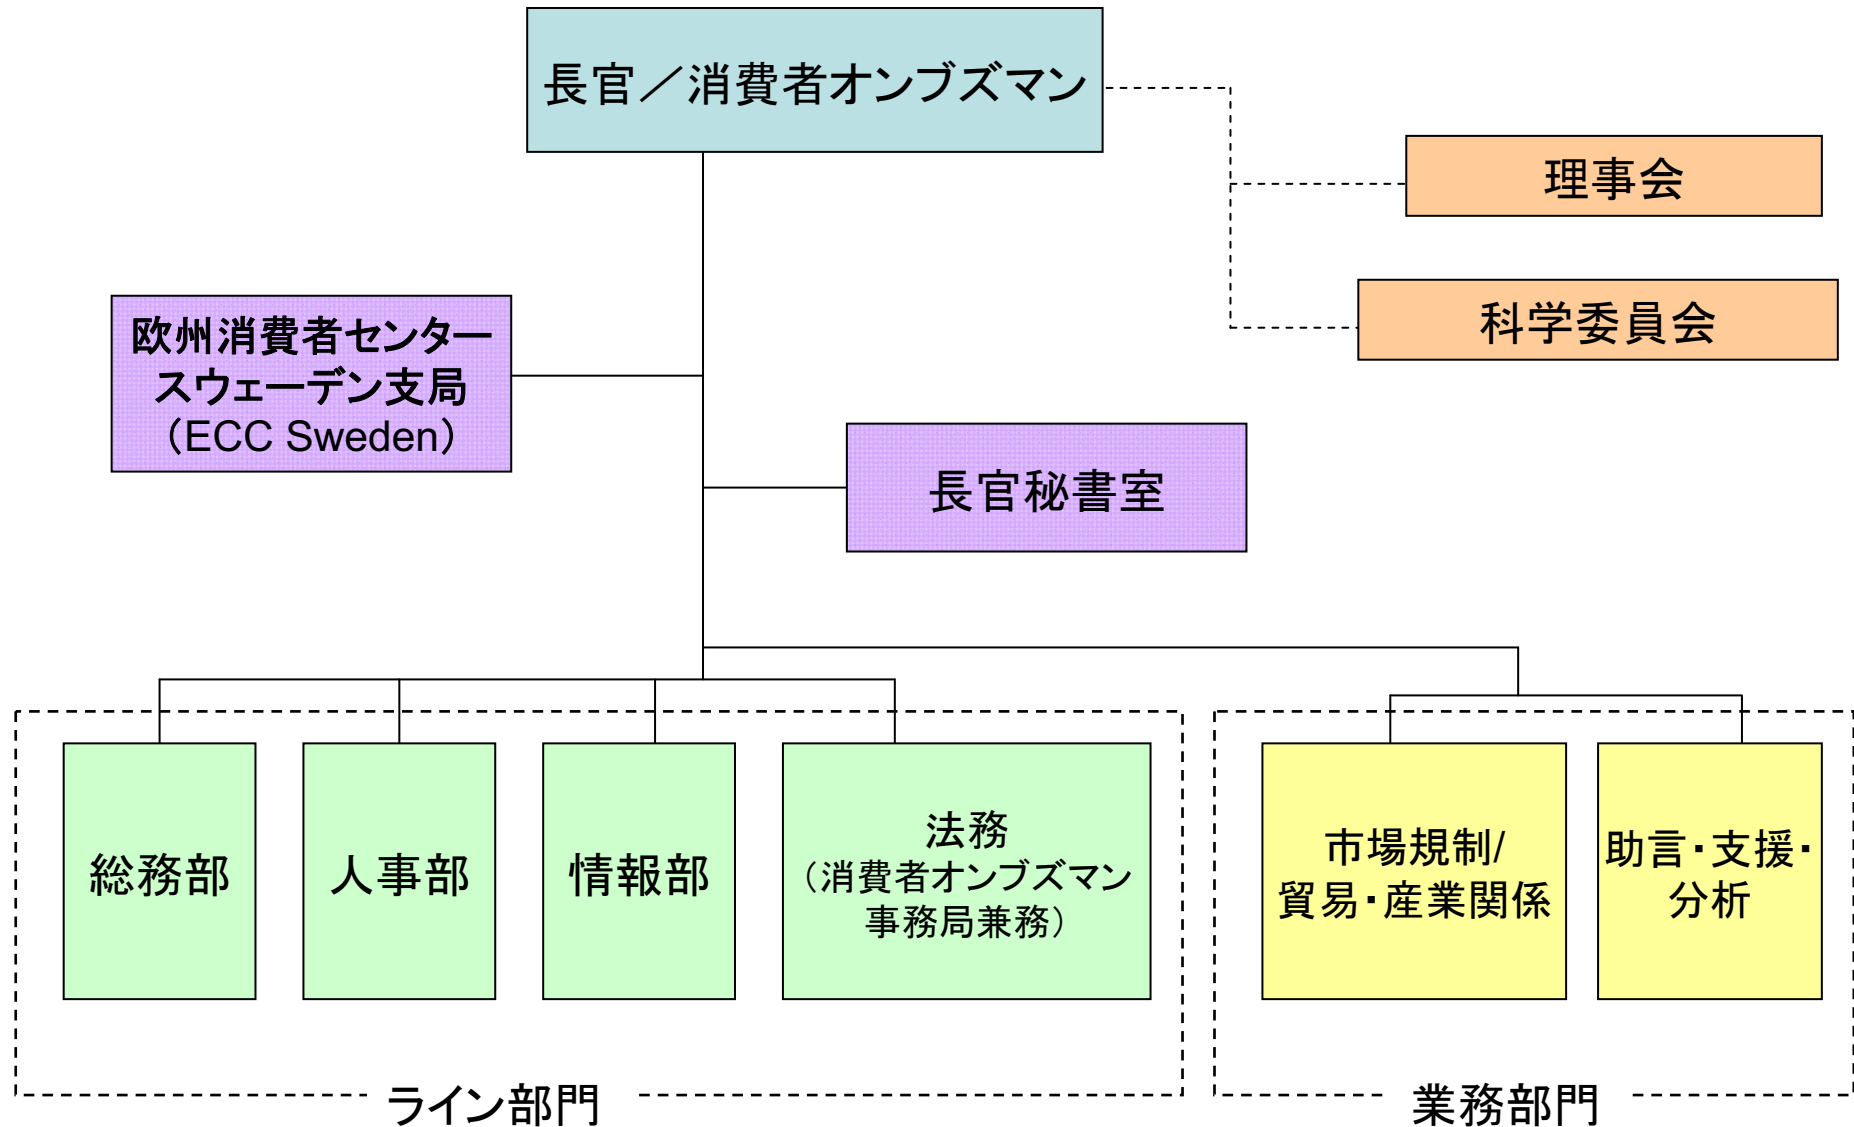 長官／消費者オンブズマン
理事会
科学委員会
欧州消費者センター
スウェーデン支局
（ECC Sweden）
長官秘書室
総務部
人事部
情報部
法務
（消費者オンブズマン
事務局兼務）
市場規制/
貿易・産業関係
助言・支援・
分析
ライン部門
業務部門